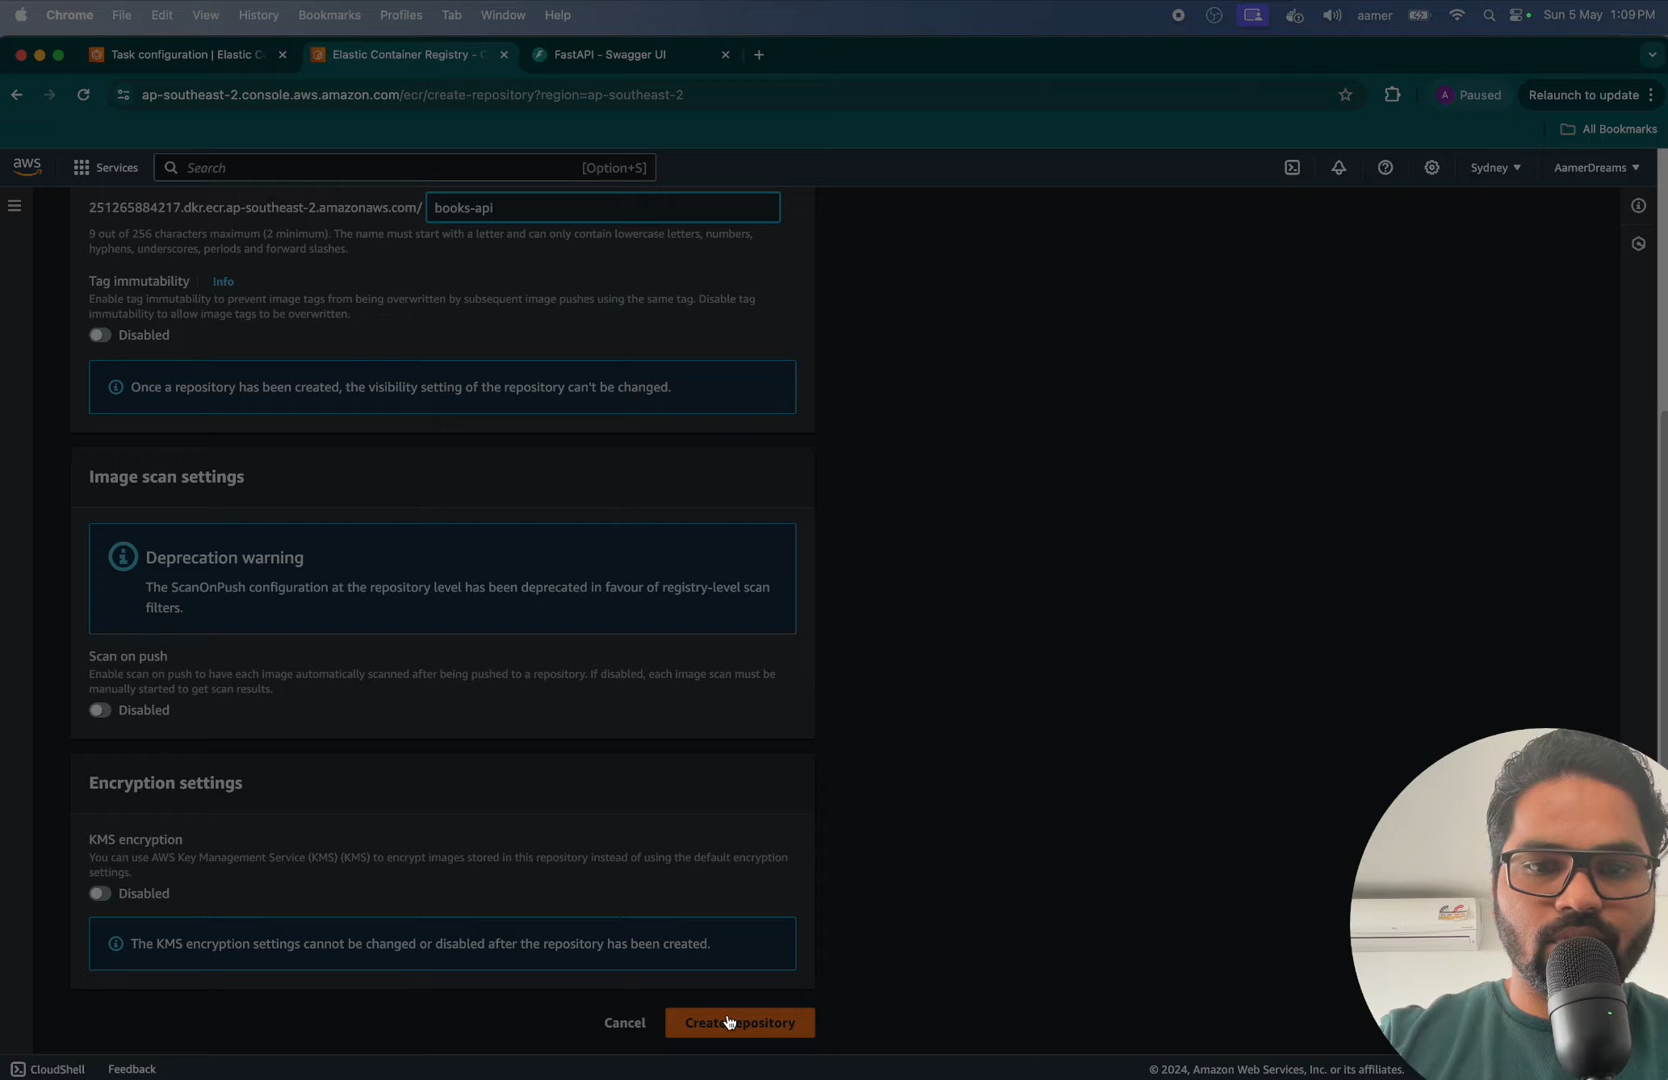 Chrome File Edit View History Bookmarks Profiles Tab Window Help aamer Sun 5 May 1:09 PM
Task configuration | Elastic C Elastic Container Registry - C FastAPI - Swagger UI
ap-southeast-2.console.aws.amazon.com/ecr/create-repository?region=ap-southeast-2 A Paused Relaunch to update
All Bookmarks
aws Services Search [Option+S] Sydney AamerDreams
251265884217.dkr.ecr.ap-southeast-2.amazonaws.com/ books-api
9 out of 256 characters maximum (2 minimum). The name must start with a letter and can only contain lowercase letters, numbers,
hyphens, underscores, periods and forward slashes.
Tag immutability Info
Enable tag immutability to prevent image tags from being overwritten by subsequent image pushes using the same tag. Disable tag
immutability to allow image tags to be overwritten.
Disabled
Once a repository has been created, the visibility setting of the repository can't be changed.
Image scan settings
Deprecation warning
The ScanOnPush configuration at the repository level has been deprecated in favour of registry-level scan
filters.
Scan on push
Enable scan on push to have each image automatically scanned after being pushed to a repository. If disabled, each image scan must be
manually started to get scan results.
Disabled
Encryption settings
KMS encryption
You can use AWS Key Management Service (KMS) (KMS) to encrypt images stored in this repository instead of using the default encryption
settings.
Disabled
The KMS encryption settings cannot be changed or disabled after the repository has been created.
Cancel Create repository
CloudShell Feedback © 2024, Amazon Web Services, Inc. or its affiliates.